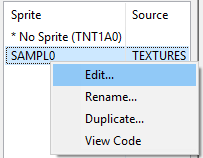 Sprite Source
* No Sprite (TNT1A0)
SAMPL0 TEXTURES
Edit...
Rename...
Duplicate...
View Code